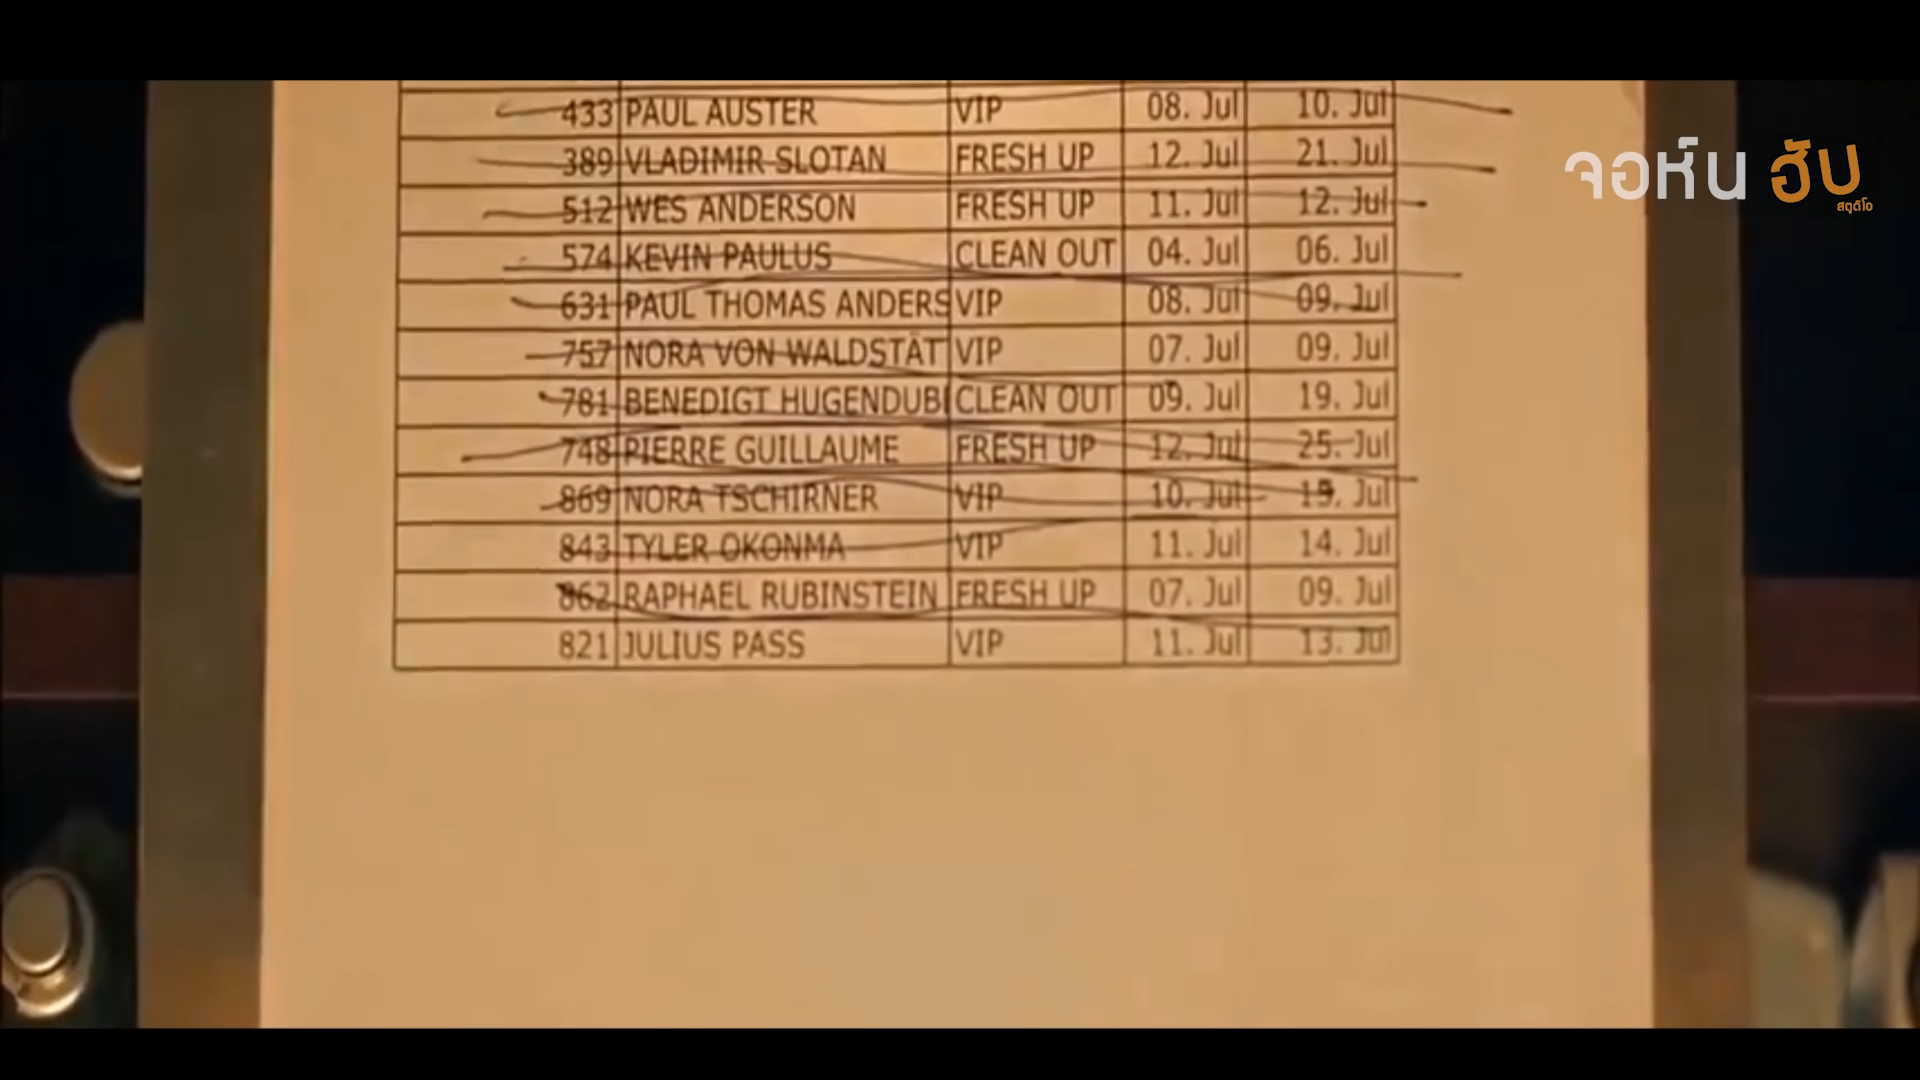 433 PAUL AUSTER VIP 08. Jul 10. Jul
389 VLADIMIR SLOTAN FRESH UP 12. Jul 21. Jul
512 WES ANDERSON FRESH UP 11. Jul 12. Jul
574 KEVIN PAULUS CLEAN OUT 04. Jul 06. Jul
631 PAUL THOMAS ANDERS VIP 08. Jul 09. Jul
757 NORA VON WALDSTÄT VIP 07. Jul 09. Jul
781 BENEDIGT HUGENDUB CLEAN OUT 09. Jul 19. Jul
748 PIERRE GUILLAUME FRESH UP 12. Jul 25. Jul
869 NORA TSCHIRNER VIP 10. Jul 19. Jul
843 TYLER OKONMA VIP 11. Jul 14. Jul
862 RAPHAEL RUBINSTEIN FRESH UP 07. Jul 09. Jul
821 JULIUS PASS VIP 11. Jul 13. Jul
จอห์น ฮับ
สตูดิโอ